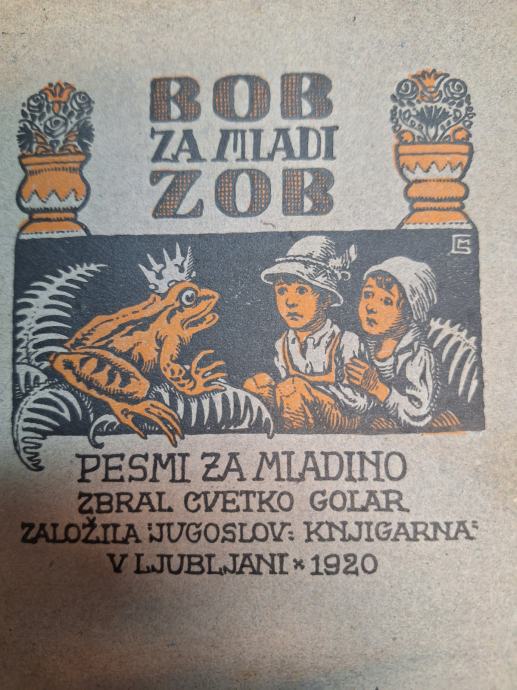 BOB
ZA MLADI
ZOB
PESMI ZA MLADINO
ZBRAL CVETKO GOLAR
ZALOŽILA "JUGOSLOV: KNJIGARNA"
V LJUBLJANI × 1920